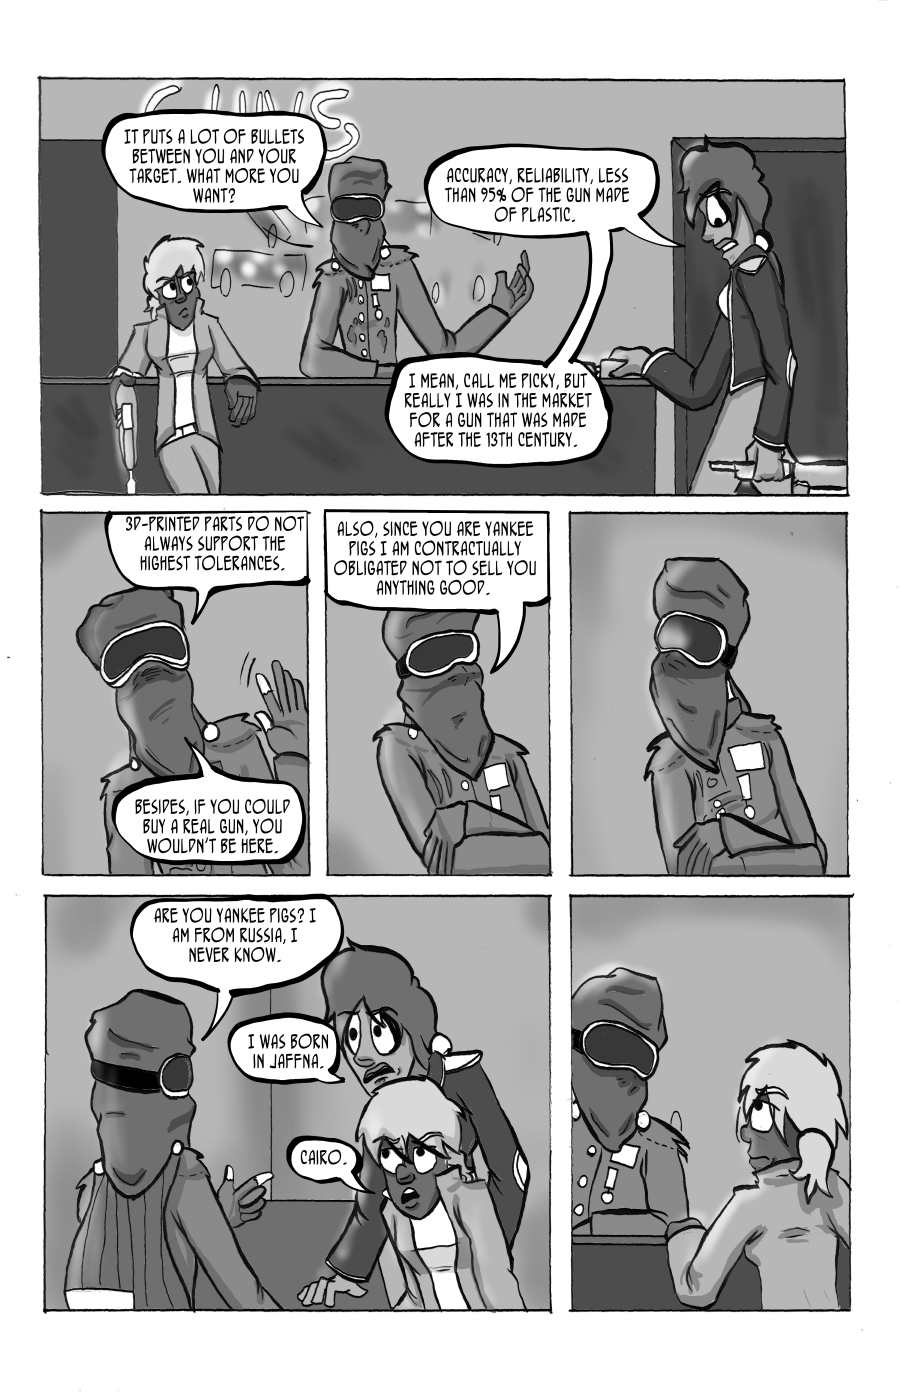 GUNS
IT PUTS A LOT OF BULLETS
BETWEEN YOU AND YOUR
TARGET. WHAT MORE YOU
WANT?
ACCURACY, RELIABILITY, LESS
THAN 95% OF THE GUN MADE
OF PLASTIC.
I MEAN, CALL ME PICKY, BUT
REALLY I WAS IN THE MARKET
FOR A GUN THAT WAS MADE
AFTER THE 13TH CENTURY.
3D-PRINTED PARTS DO NOT
ALWAYS SUPPORT THE
HIGHEST TOLERANCES.
BESIDES, IF YOU COULD
BUY A REAL GUN, YOU
WOULDN'T BE HERE.
ALSO, SINCE YOU ARE YANKEE
PIGS I AM CONTRACTUALLY
OBLIGATED NOT TO SELL YOU
ANYTHING GOOD.
ARE YOU YANKEE PIGS? I
AM FROM RUSSIA, I
NEVER KNOW.
I WAS BORN
IN JAFFNA.
CAIRO.